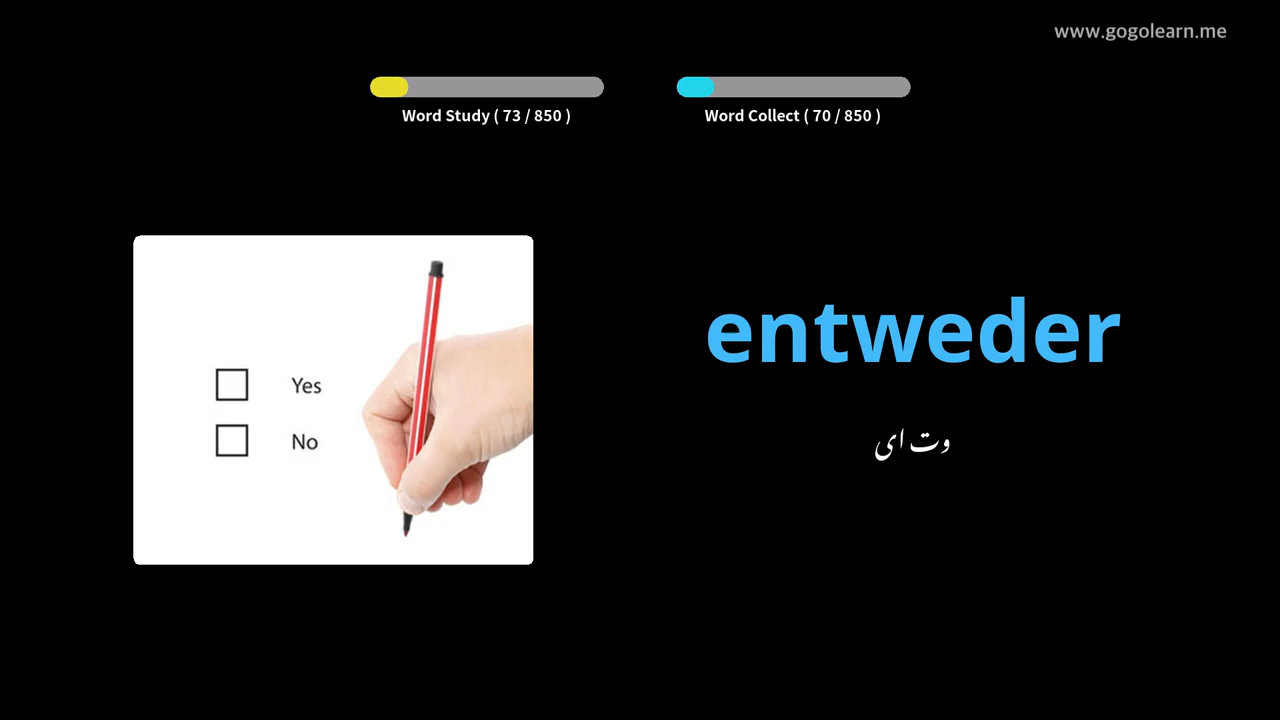 www.gogolearn.me
Word Study ( 73 / 850 )
Word Collect ( 70 / 850 )
Yes
No
entweder
وت ای